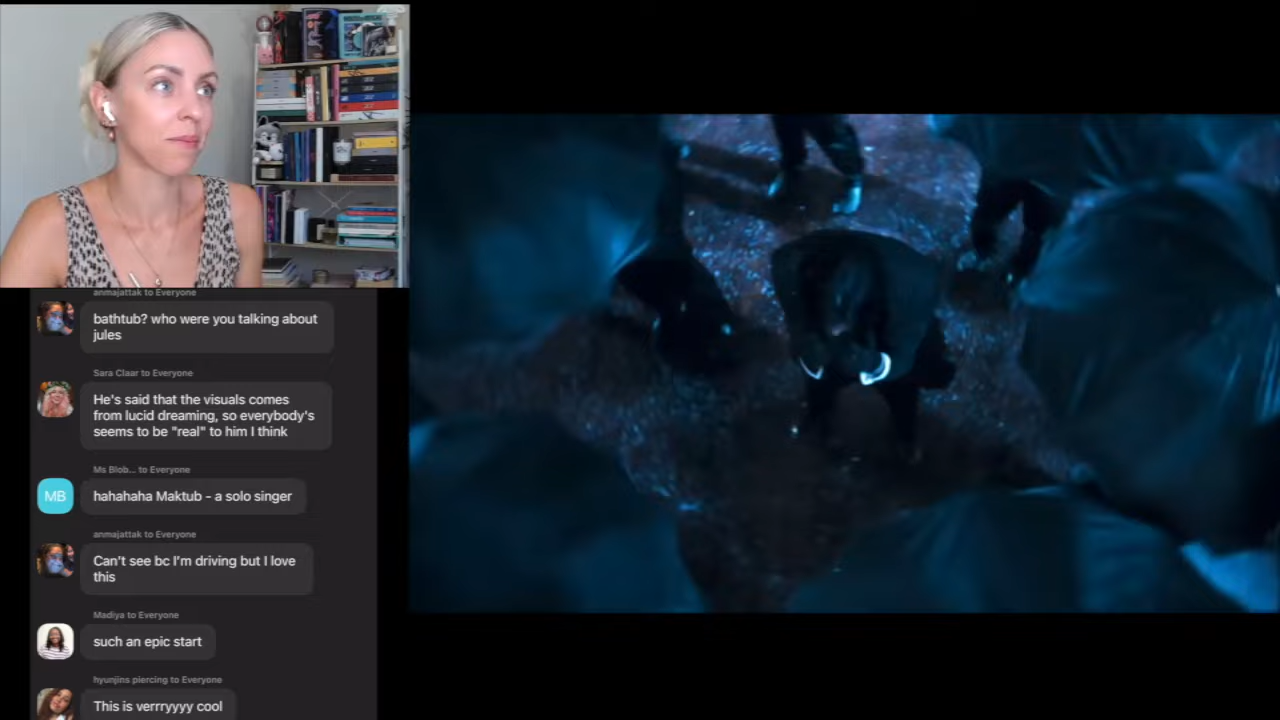 anmajattak to Everyone
bathtub? who were you talking about
jules
Sara Claar to Everyone
He's said that the visuals comes
from lucid dreaming, so everybody's
seems to be "real" to him I think
Ms Blob... to Everyone
MB
hahahaha Maktub - a solo singer
anmajattak to Everyone
Can't see bc I'm driving but I love
this
Madiya to Everyone
such an epic start
hyunjins piercing to Everyone
This is verrryyyy cool